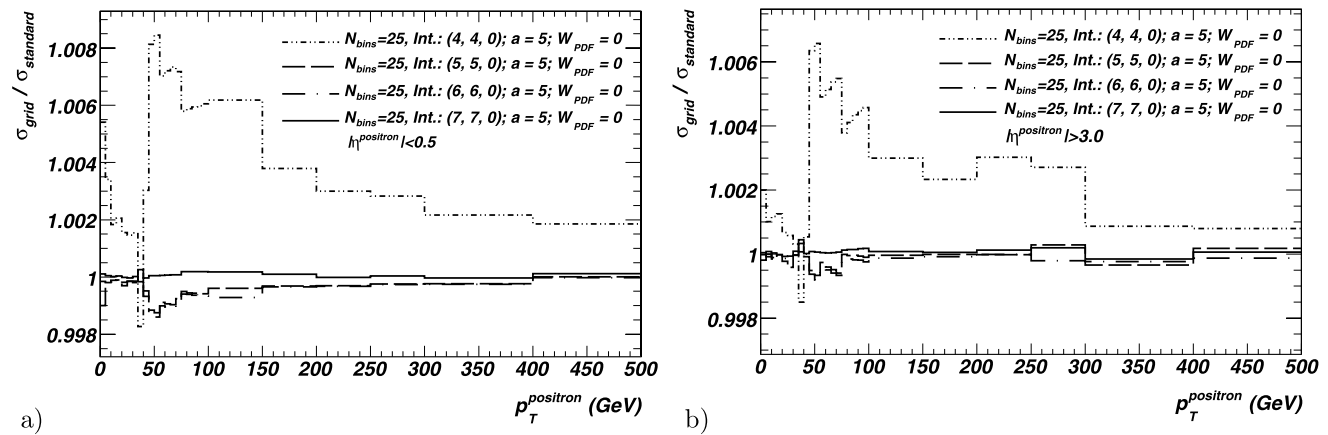 σ_grid / σ_standard
1.008
1.006
1.004
1.002
1
0.998
N_bins=25, Int.: (4, 4, 0); a = 5; W_PDF = 0
N_bins=25, Int.: (5, 5, 0); a = 5; W_PDF = 0
N_bins=25, Int.: (6, 6, 0); a = 5; W_PDF = 0
N_bins=25, Int.: (7, 7, 0); a = 5; W_PDF = 0
|η^positron|<0.5
0 50 100 150 200 250 300 350 400 450 500
p_T^positron (GeV)
a)
σ_grid / σ_standard
1.006
1.004
1.002
1
0.998
N_bins=25, Int.: (4, 4, 0); a = 5; W_PDF = 0
N_bins=25, Int.: (5, 5, 0); a = 5; W_PDF = 0
N_bins=25, Int.: (6, 6, 0); a = 5; W_PDF = 0
N_bins=25, Int.: (7, 7, 0); a = 5; W_PDF = 0
|η^positron|>3.0
0 50 100 150 200 250 300 350 400 450 500
p_T^positron (GeV)
b)